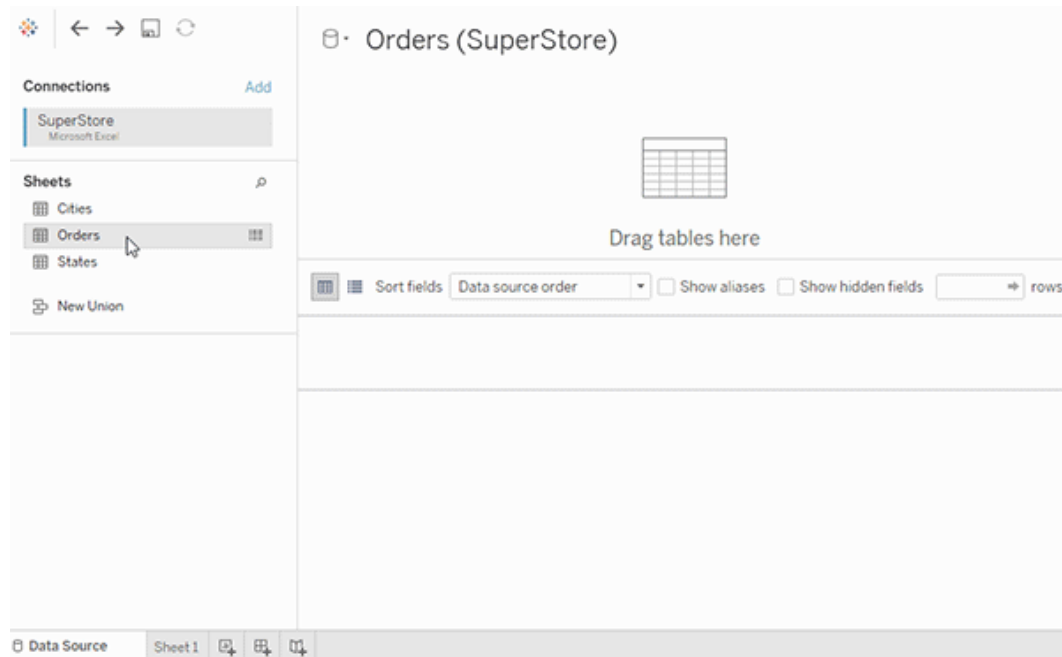 Orders (SuperStore)
Connections Add
SuperStore
Microsoft Excel
Sheets
Cities
Orders
States
New Union
Drag tables here
Sort fields Data source order Show aliases Show hidden fields rows
Data Source Sheet 1